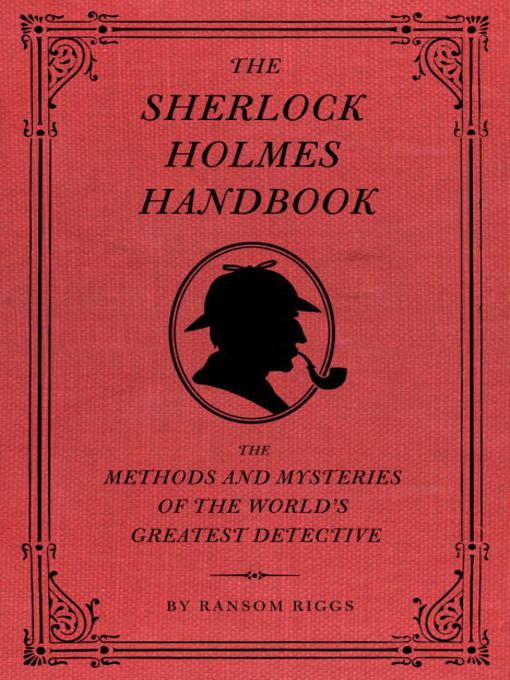 THE
SHERLOCK
HOLMES
HANDBOOK
THE
METHODS AND MYSTERIES
OF THE WORLD'S
GREATEST DETECTIVE
BY RANSOM RIGGS